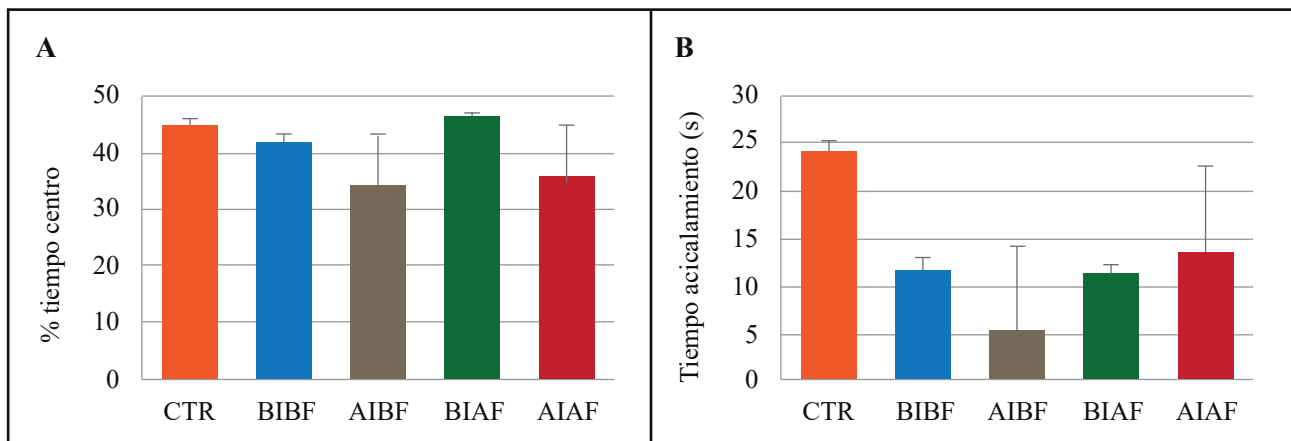 A
% tiempo centro
50
40
30
20
10
0
CTR BIBF AIBF BIAF AIAF
B
Tiempo acicalamiento (s)
30
25
20
15
10
5
0
CTR BIBF AIBF BIAF AIAF